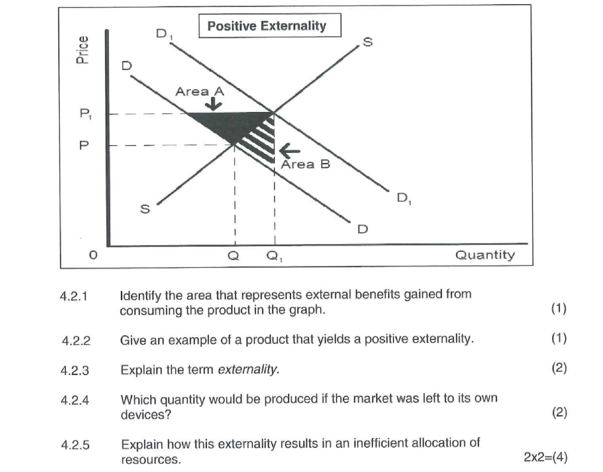 Positive Externality
Price
D₁
S
D
Area A
P₁
P
Area B
S
D₁
D
O
Q
Q₁
Quantity
4.2.1 Identify the area that represents external benefits gained from
consuming the product in the graph. (1)
4.2.2 Give an example of a product that yields a positive externality. (1)
4.2.3 Explain the term externality. (2)
4.2.4 Which quantity would be produced if the market was left to its own
devices? (2)
4.2.5 Explain how this externality results in an inefficient allocation of
resources. 2x2=(4)